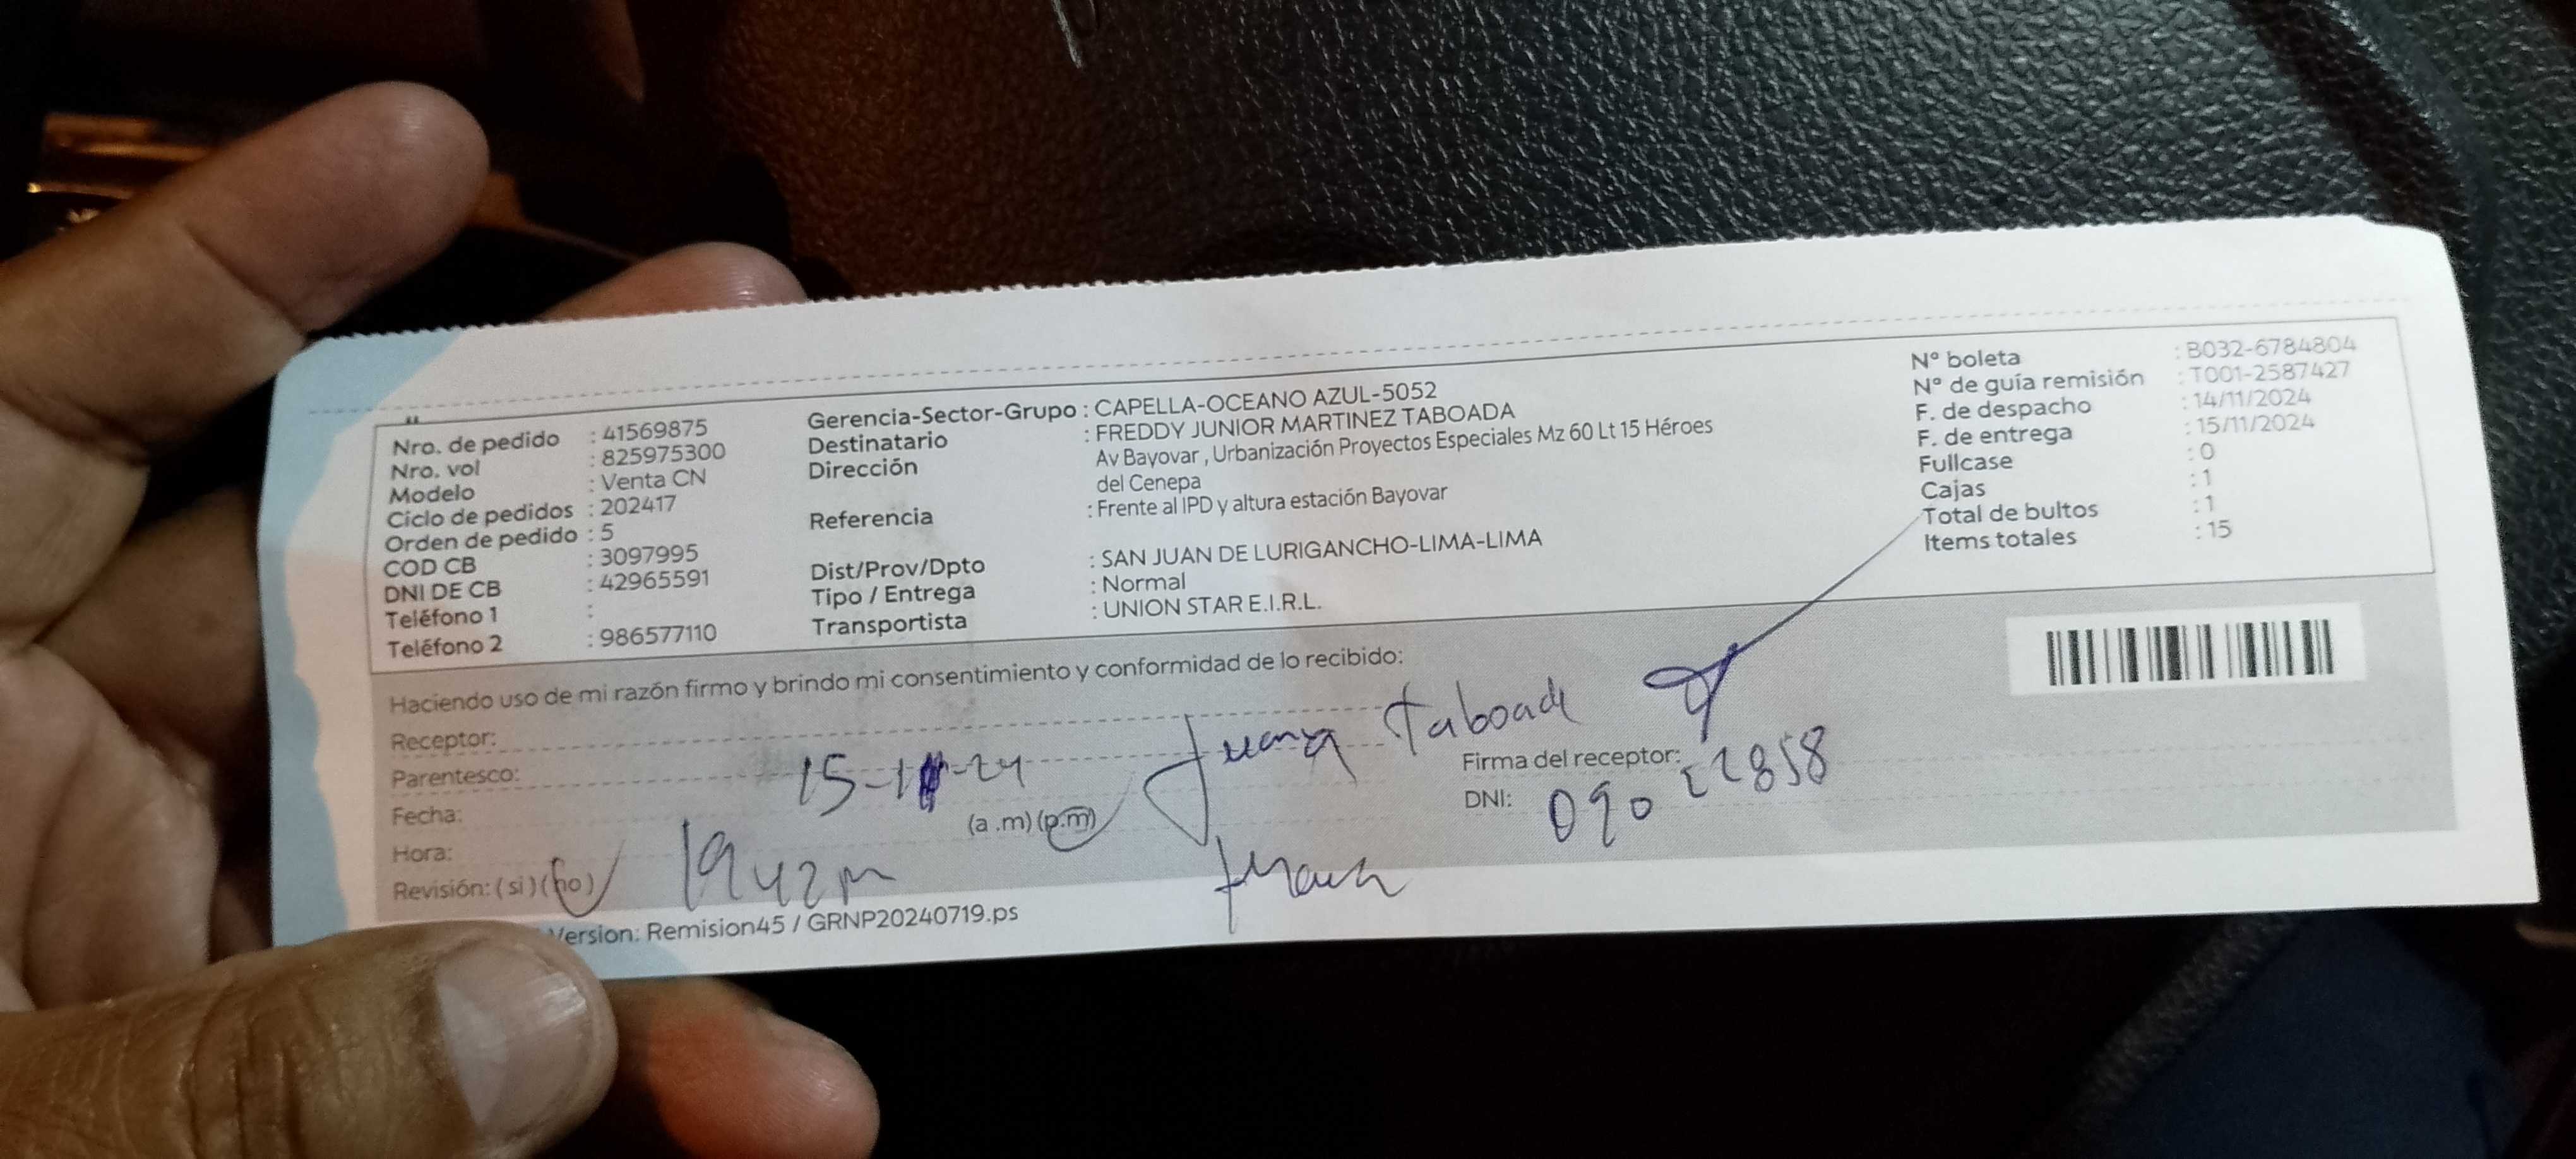 Nro. de pedido : 41569875
Nro. vol : 825975300
Modelo : Venta CN
Ciclo de pedidos : 202417
Orden de pedido : 5
COD CB : 3097995
DNI DE CB : 42965591
Teléfono 1 :
Teléfono 2 : 986577110
Gerencia-Sector-Grupo : CAPELLA-OCEANO AZUL-5052
Destinatario : FREDDY JUNIOR MARTINEZ TABOADA
Dirección Av Bayovar , Urbanización Proyectos Especiales Mz 60 Lt 15 Héroes
del Cenepa
Referencia : Frente al IPD y altura estación Bayovar
Dist/Prov/Dpto : SAN JUAN DE LURIGANCHO-LIMA-LIMA
Tipo / Entrega : Normal
Transportista : UNION STAR E.I.R.L.
N° boleta : B032-6784804
N° de guía remisión : T001-2587427
F. de despacho : 14/11/2024
F. de entrega : 15/11/2024
Fullcase : 0
Cajas : 1
Total de bultos : 1
Items totales : 15
Haciendo uso de mi razón firmo y brindo mi consentimiento y conformidad de lo recibido:
Receptor: Juana Taboada
Parentesco:
Fecha: 15-11-24
Hora: (a .m) (p.m)
Revisión: (si) (no) 1942m
Firma del receptor:
DNI: 09022858
Version: Remision45 / GRNP20240719.ps